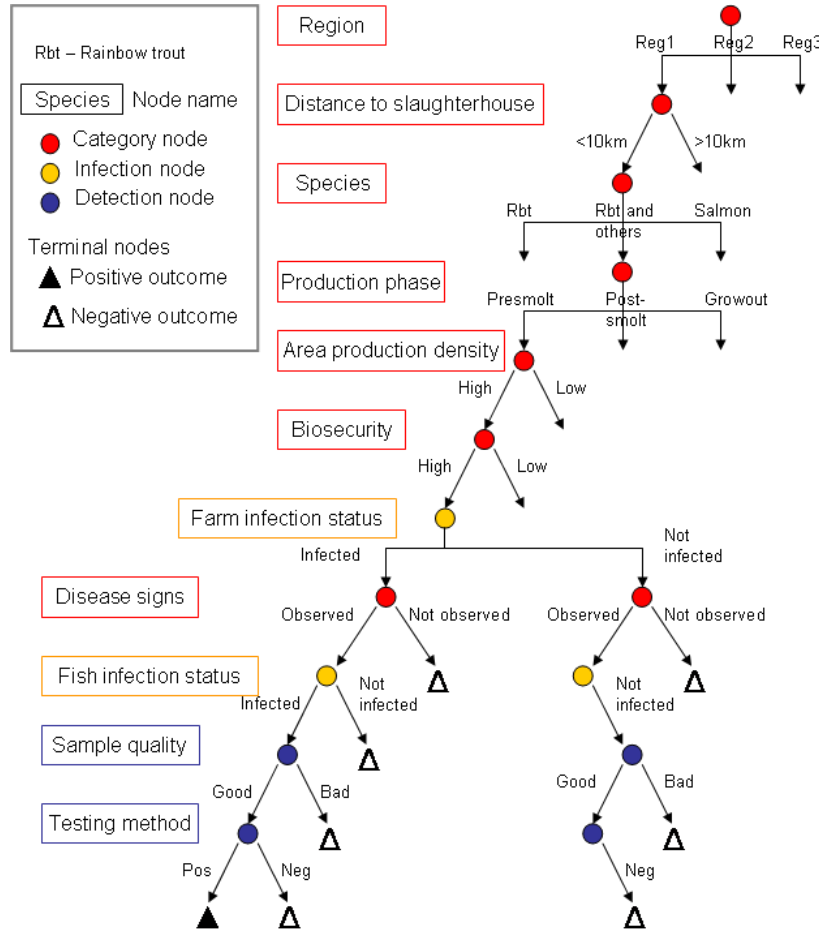 Rbt – Rainbow trout
Species
Node name
Category node
Infection node
Detection node
Terminal nodes
Positive outcome
Negative outcome
Region
Reg1
Reg2
Reg3
Distance to slaughterhouse
<10km
>10km
Species
Rbt
Rbt and
others
Salmon
Production phase
Presmolt
Post-
smolt
Growout
Area production density
High
Low
Biosecurity
High
Low
Farm infection status
Infected
Not
infected
Disease signs
Observed
Not observed
Observed
Not observed
Fish infection status
Infected
Not
infected
Not
infected
Sample quality
Good
Bad
Good
Bad
Testing method
Pos
Neg
Neg